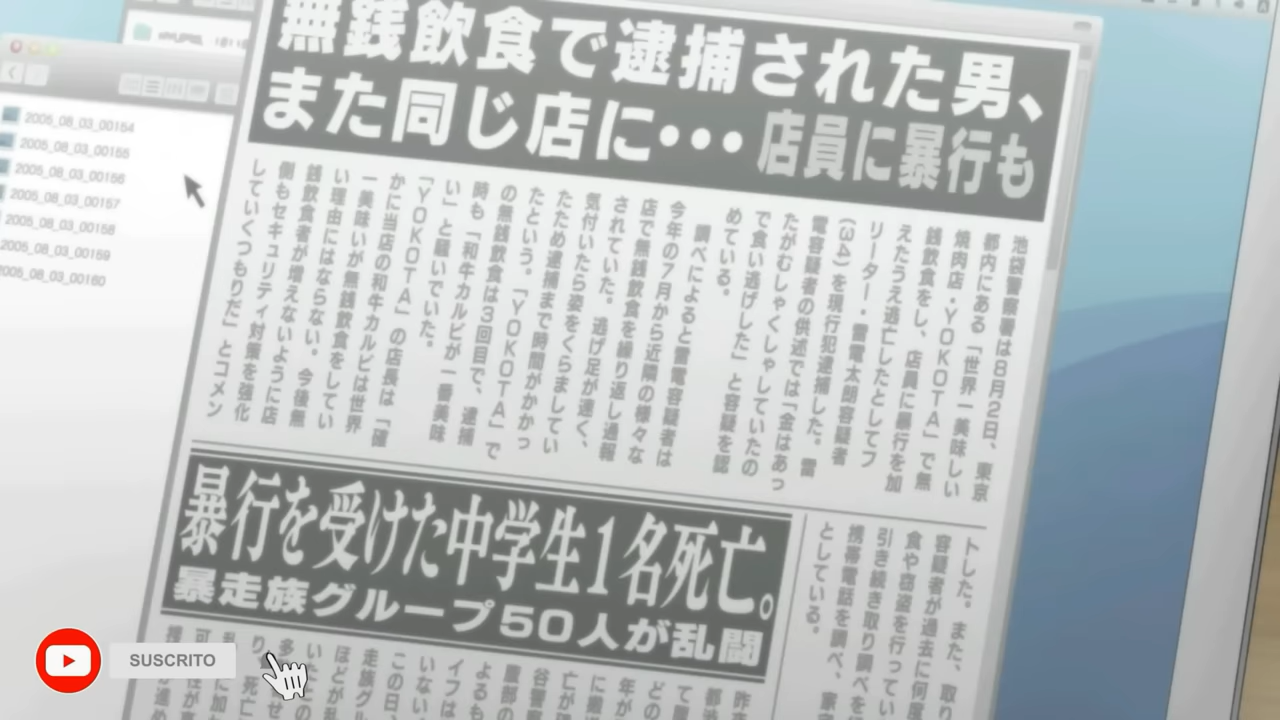 無銭飲食で逮捕された男、
また同じ店に・・・店員に暴行も
池袋警察署は8月2日、東京
都内にある「世界一美味しい
焼肉店・YOKOTA」で無
銭飲食をし、店員に暴行を加
えたうえ逃亡したとしてフ
リーター・雷電太朗容疑者
(34)を現行犯逮捕した。雷
電容疑者の供述では「金はあっ
たがむしゃくしゃしていたの
で食い逃げした」と容疑を認
めている。
調べによると雷電容疑者は
今年の7月から近隣の様々な
店で無銭飲食を繰り返し通報
されていた。逃げ足が速く、
気付いたら姿をくらましてい
たため逮捕まで時間がかかっ
たという。「YOKOTA」で
の無銭飲食は3回目で、逮捕
時も「和牛カルビが一番美味
い」と騒いでいた。
「YOKOTA」の店長は「確
かに当店の和牛カルビは世界
一美味いが無銭飲食をしてい
い理由にはならない。今後無
銭飲食者が増えないように店
側もセキュリティ対策を強化
していくつもりだ」とコメン
トした。また、取り
容疑者が過去に何度
食や窃盗を行ってい
引き続き取り調べを行
携帯電話を調べ、家宅
としている。
暴行を受けた中学生1名死亡。
暴走族グループ50人が乱闘
2005_08_03_00154
2005_08_03_00155
2005_08_03_00156
2005_08_03_00157
2005_08_03_00158
2005_08_03_00159
2005_08_03_00160
SUSCRITO